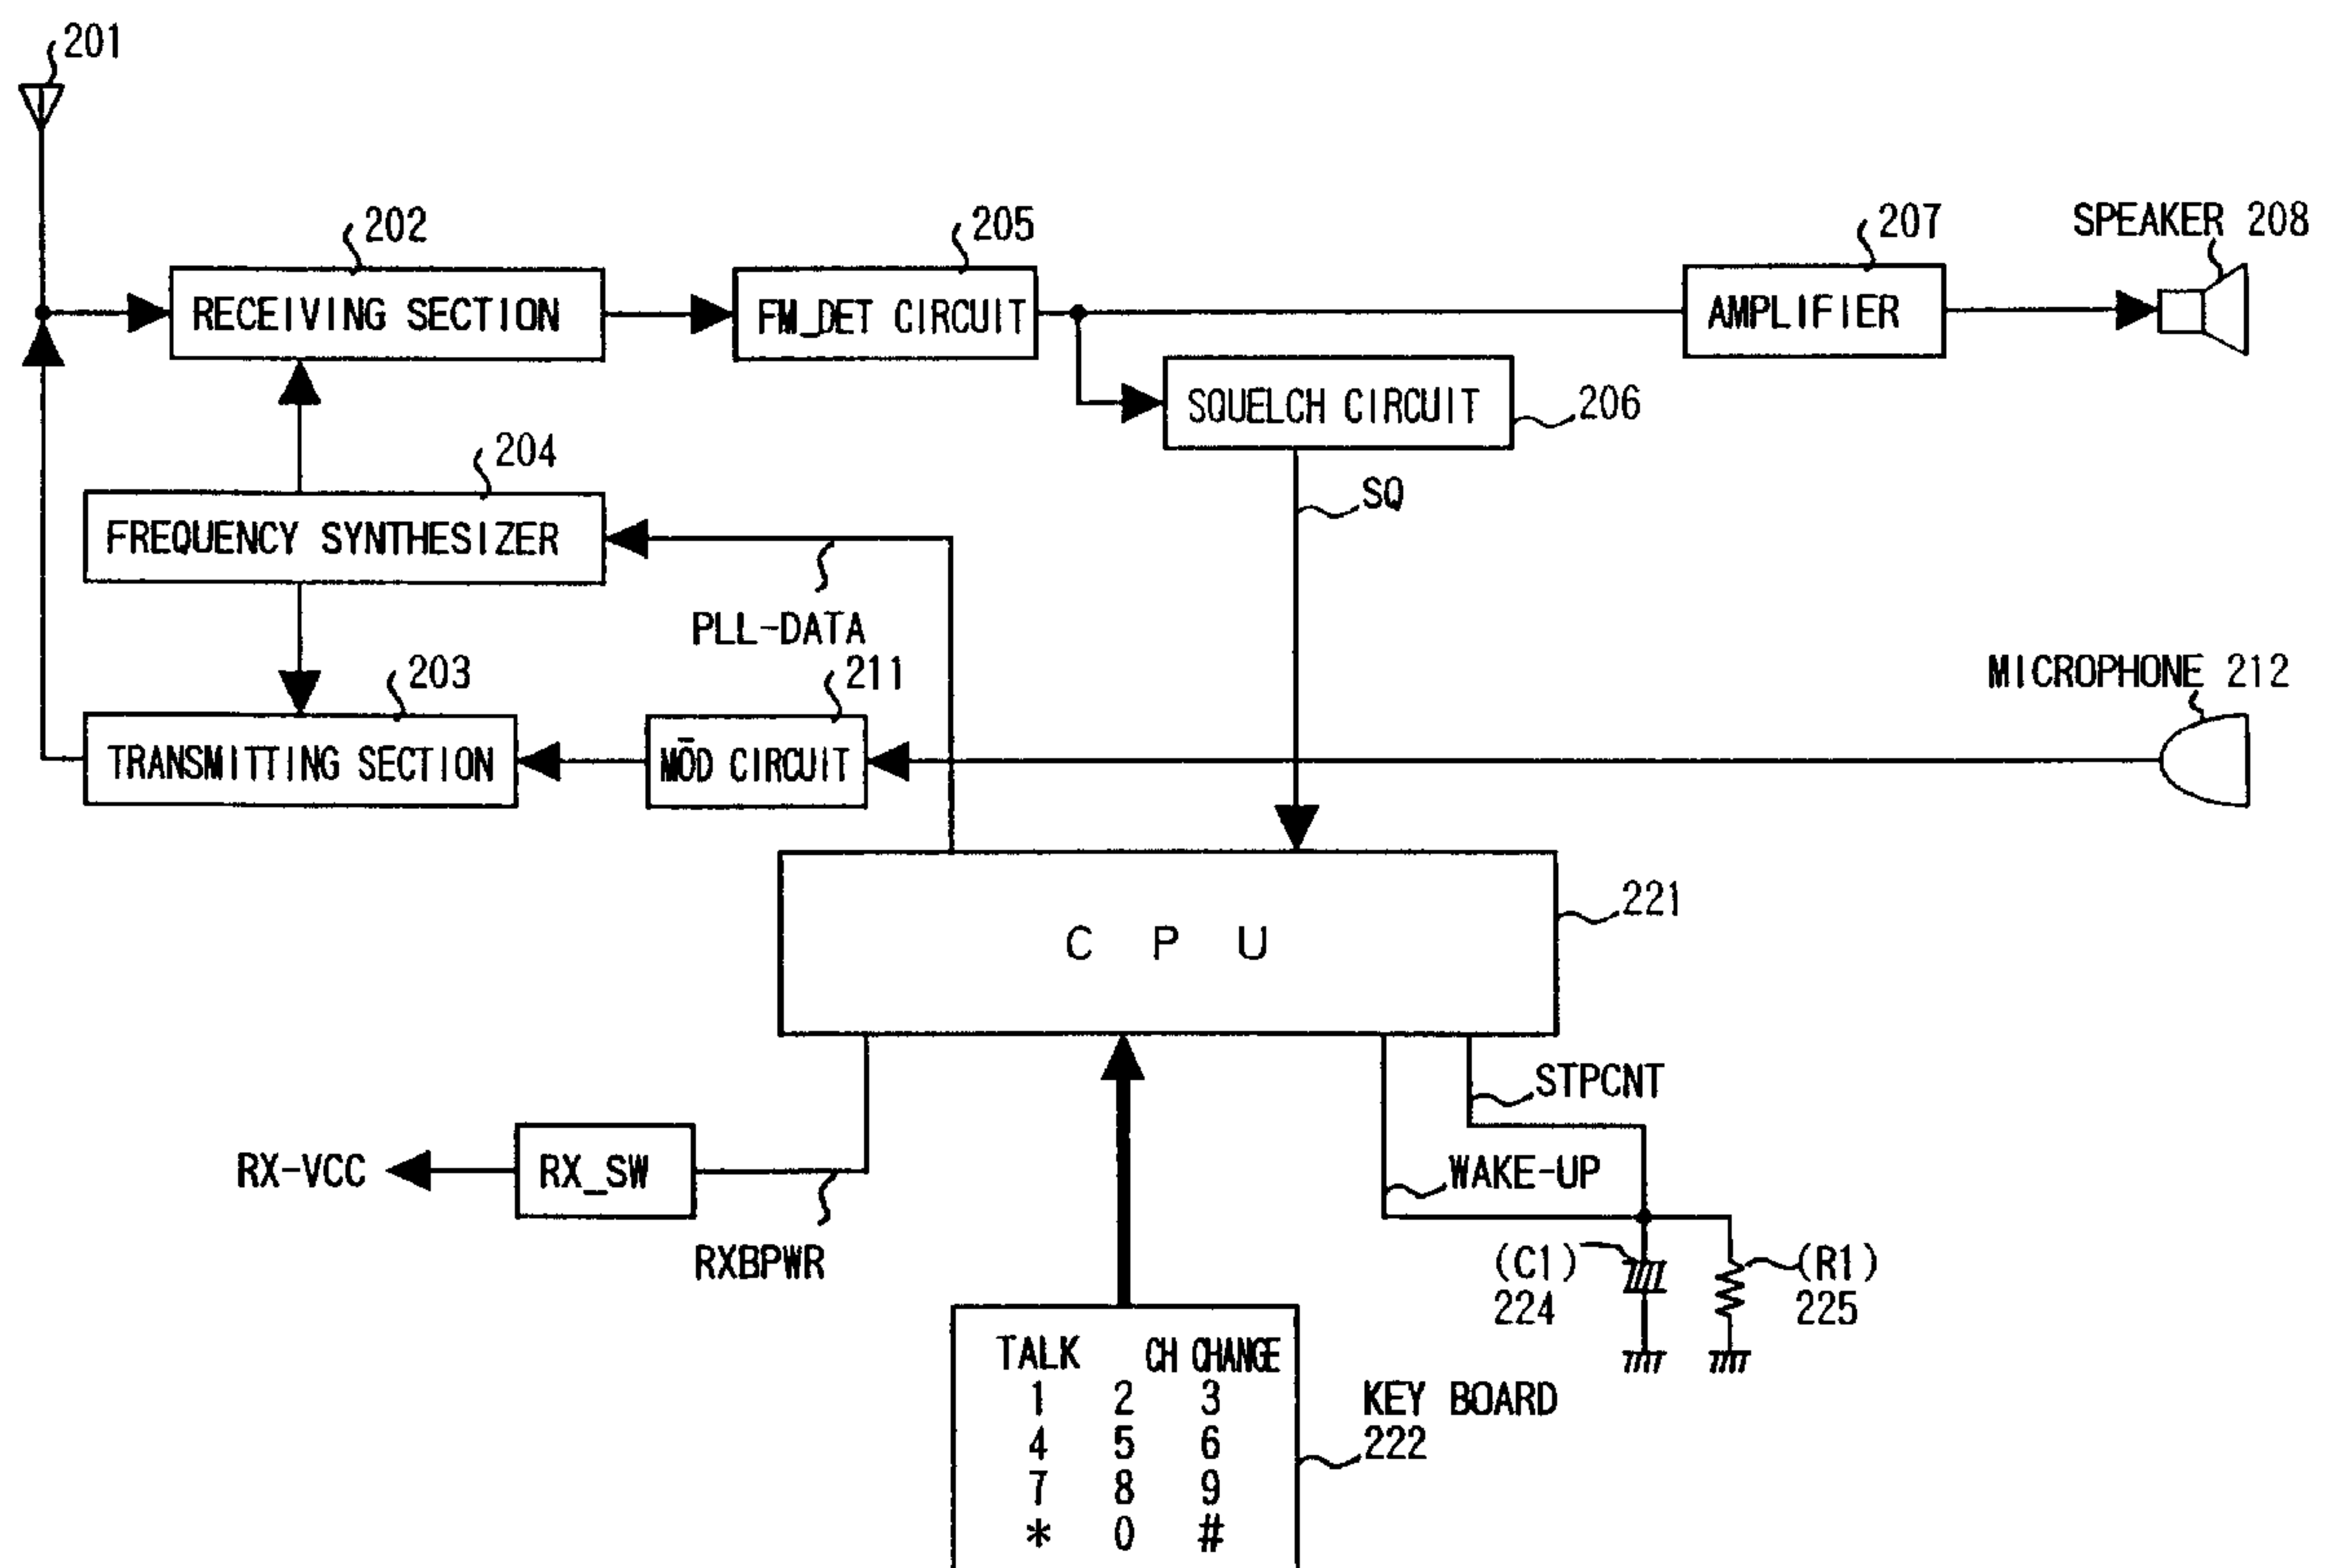 201
202
205
207
SPEAKER 208
RECEIVING SECTION
FM_DET CIRCUIT
AMPLIFIER
SQUELCH CIRCUIT
206
204
SQ
FREQUENCY SYNTHESIZER
PLL-DATA
203
211
MICROPHONE 212
TRANSMITTING SECTION
MŌD CIRCUIT
CPU
221
STPCNT
RX-VCC
RX_SW
WAKE-UP
RXBPWR
(C1)
224
(R1)
225
TALK CH CHANGE
1 2 3
4 5 6
7 8 9
* 0 #
KEY BOARD
222